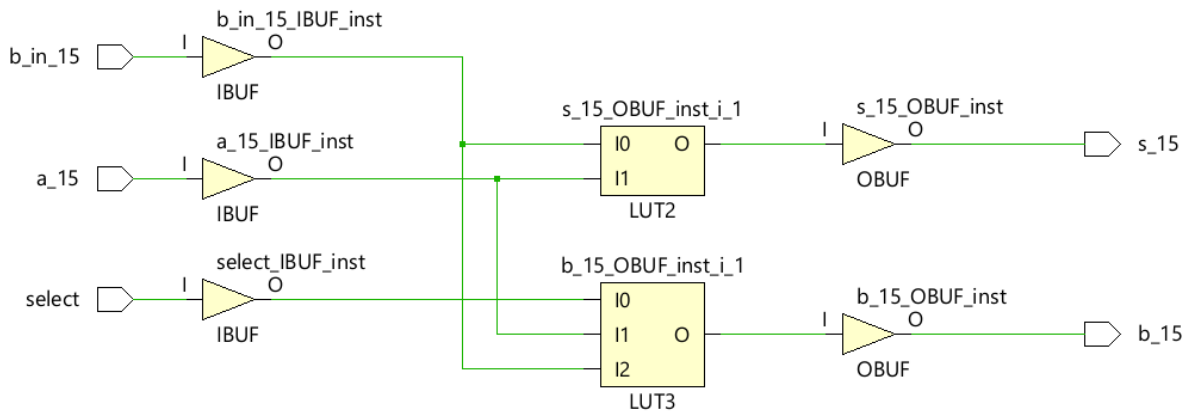 b_in_15_IBUF_inst
b_in_15 I O
IBUF
s_15_OBUF_inst_i_1 s_15_OBUF_inst
a_15_IBUF_inst I0 O I O s_15
a_15 I O I1 OBUF
IBUF LUT2
select_IBUF_inst b_15_OBUF_inst_i_1
select I O I0 b_15_OBUF_inst
IBUF I1 O I O b_15
I2 OBUF
LUT3